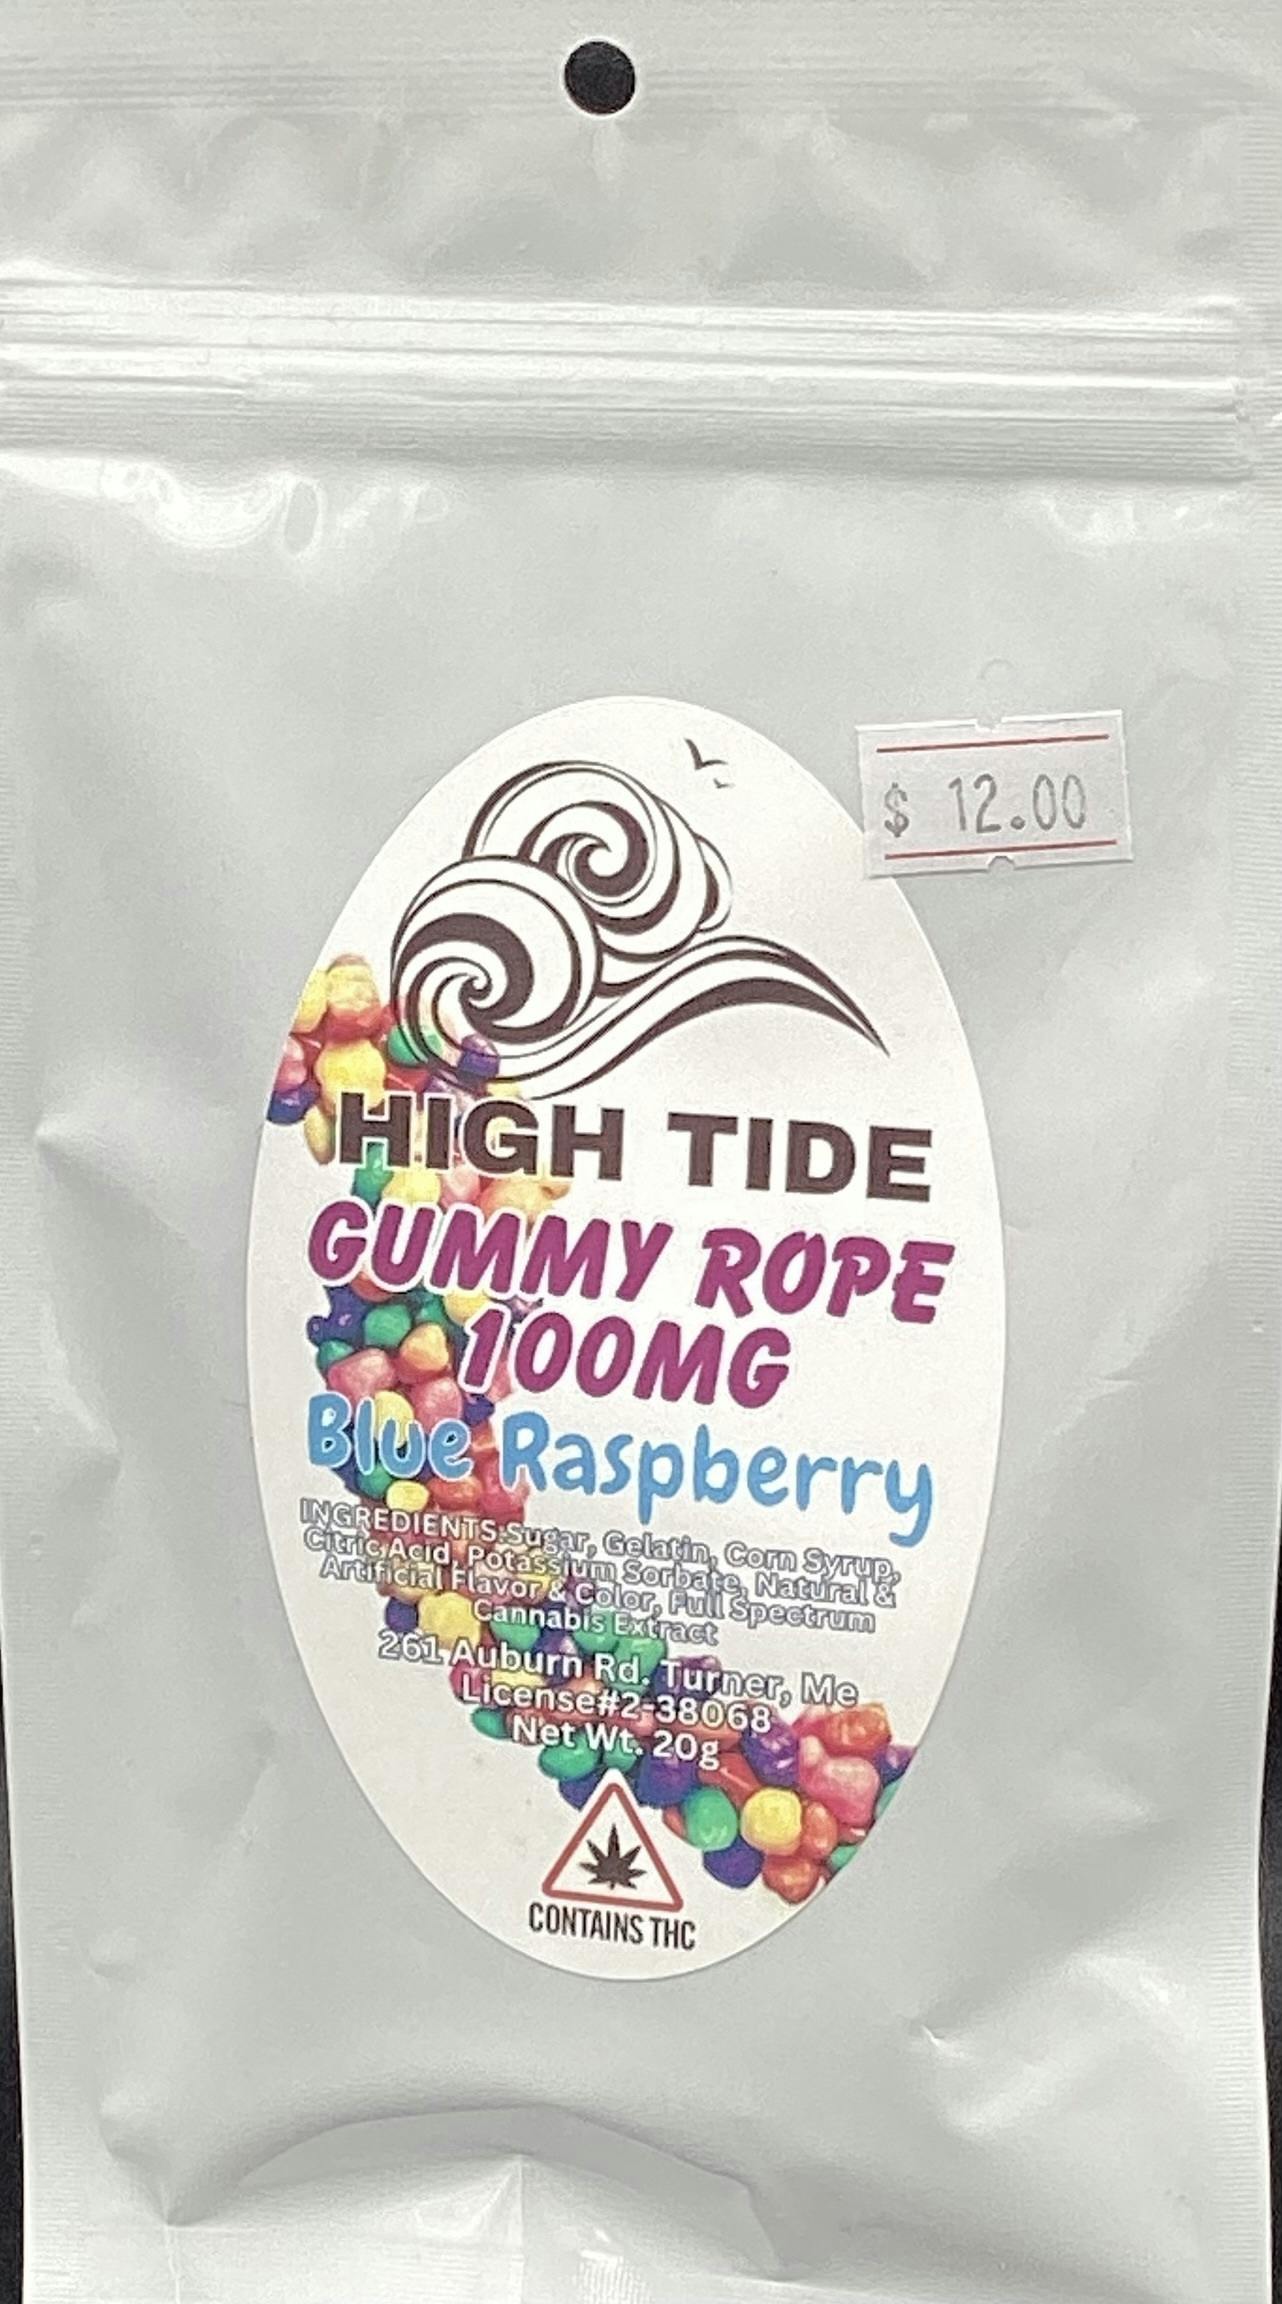 $ 12.00
HIGH TIDE
GUMMY ROPE
100MG
Blue Raspberry
INGREDIENTS:Sugar, Gelatin, Corn Syrup,
Citric Acid, Potassium Sorbate, Natural &
Artificial Flavor & Color, Full Spectrum
Cannabis Extract
261 Auburn Rd. Turner, Me
License#2-38068
Net Wt. 20g
CONTAINS THC